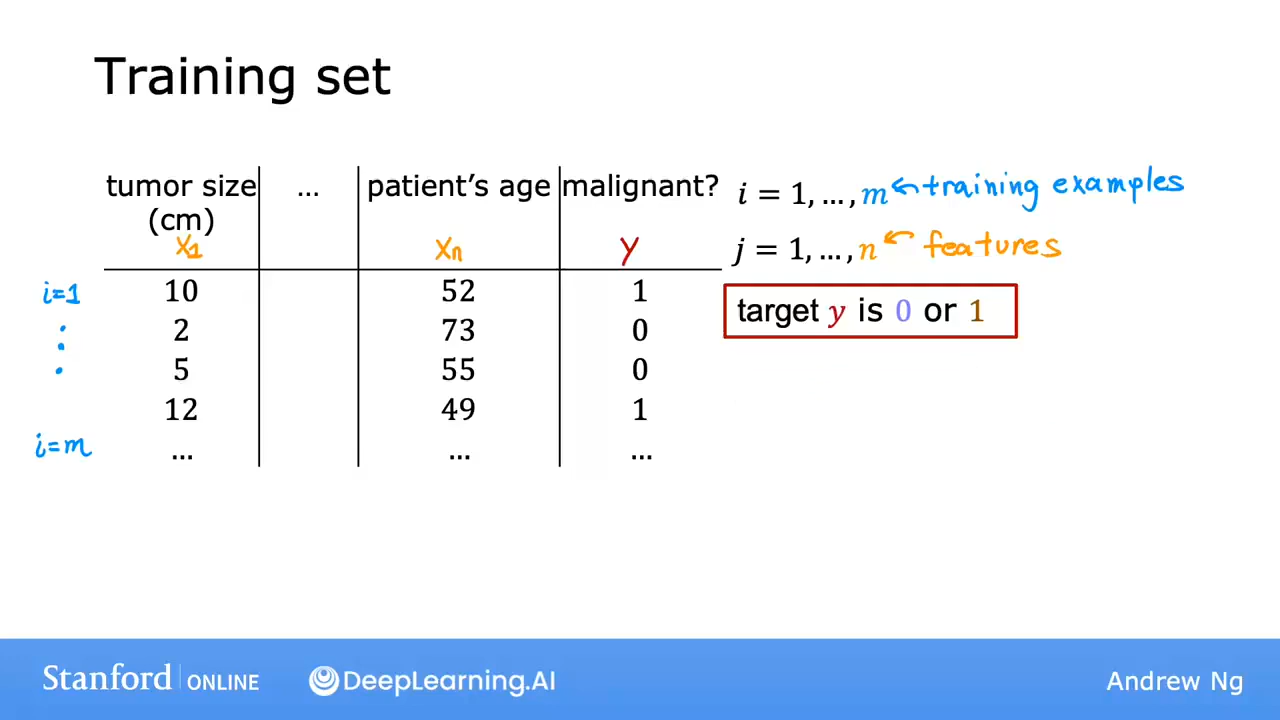 Training set
tumor size (cm) ... patient's age malignant?
x₁ xₙ y
i=1 10 52 1
2 73 0
5 55 0
12 49 1
i=m ... ... ...
i = 1, ..., m ← training examples
j = 1, ..., n ← features
target y is 0 or 1
Stanford | ONLINE DeepLearning.AI Andrew Ng